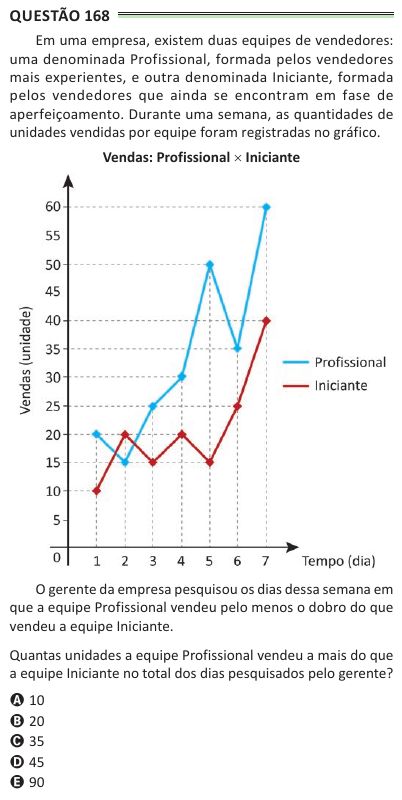 QUESTÃO 168
Em uma empresa, existem duas equipes de vendedores:
uma denominada Profissional, formada pelos vendedores
mais experientes, e outra denominada Iniciante, formada
pelos vendedores que ainda se encontram em fase de
aperfeiçoamento. Durante uma semana, as quantidades de
unidades vendidas por equipe foram registradas no gráfico.
Vendas: Profissional × Iniciante
60
55
50
45
40
35
30
25
20
15
10
5
0
Vendas (unidade)
1 2 3 4 5 6 7 Tempo (dia)
Profissional
Iniciante
O gerente da empresa pesquisou os dias dessa semana em
que a equipe Profissional vendeu pelo menos o dobro do que
vendeu a equipe Iniciante.
Quantas unidades a equipe Profissional vendeu a mais do que
a equipe Iniciante no total dos dias pesquisados pelo gerente?
A 10
B 20
C 35
D 45
E 90